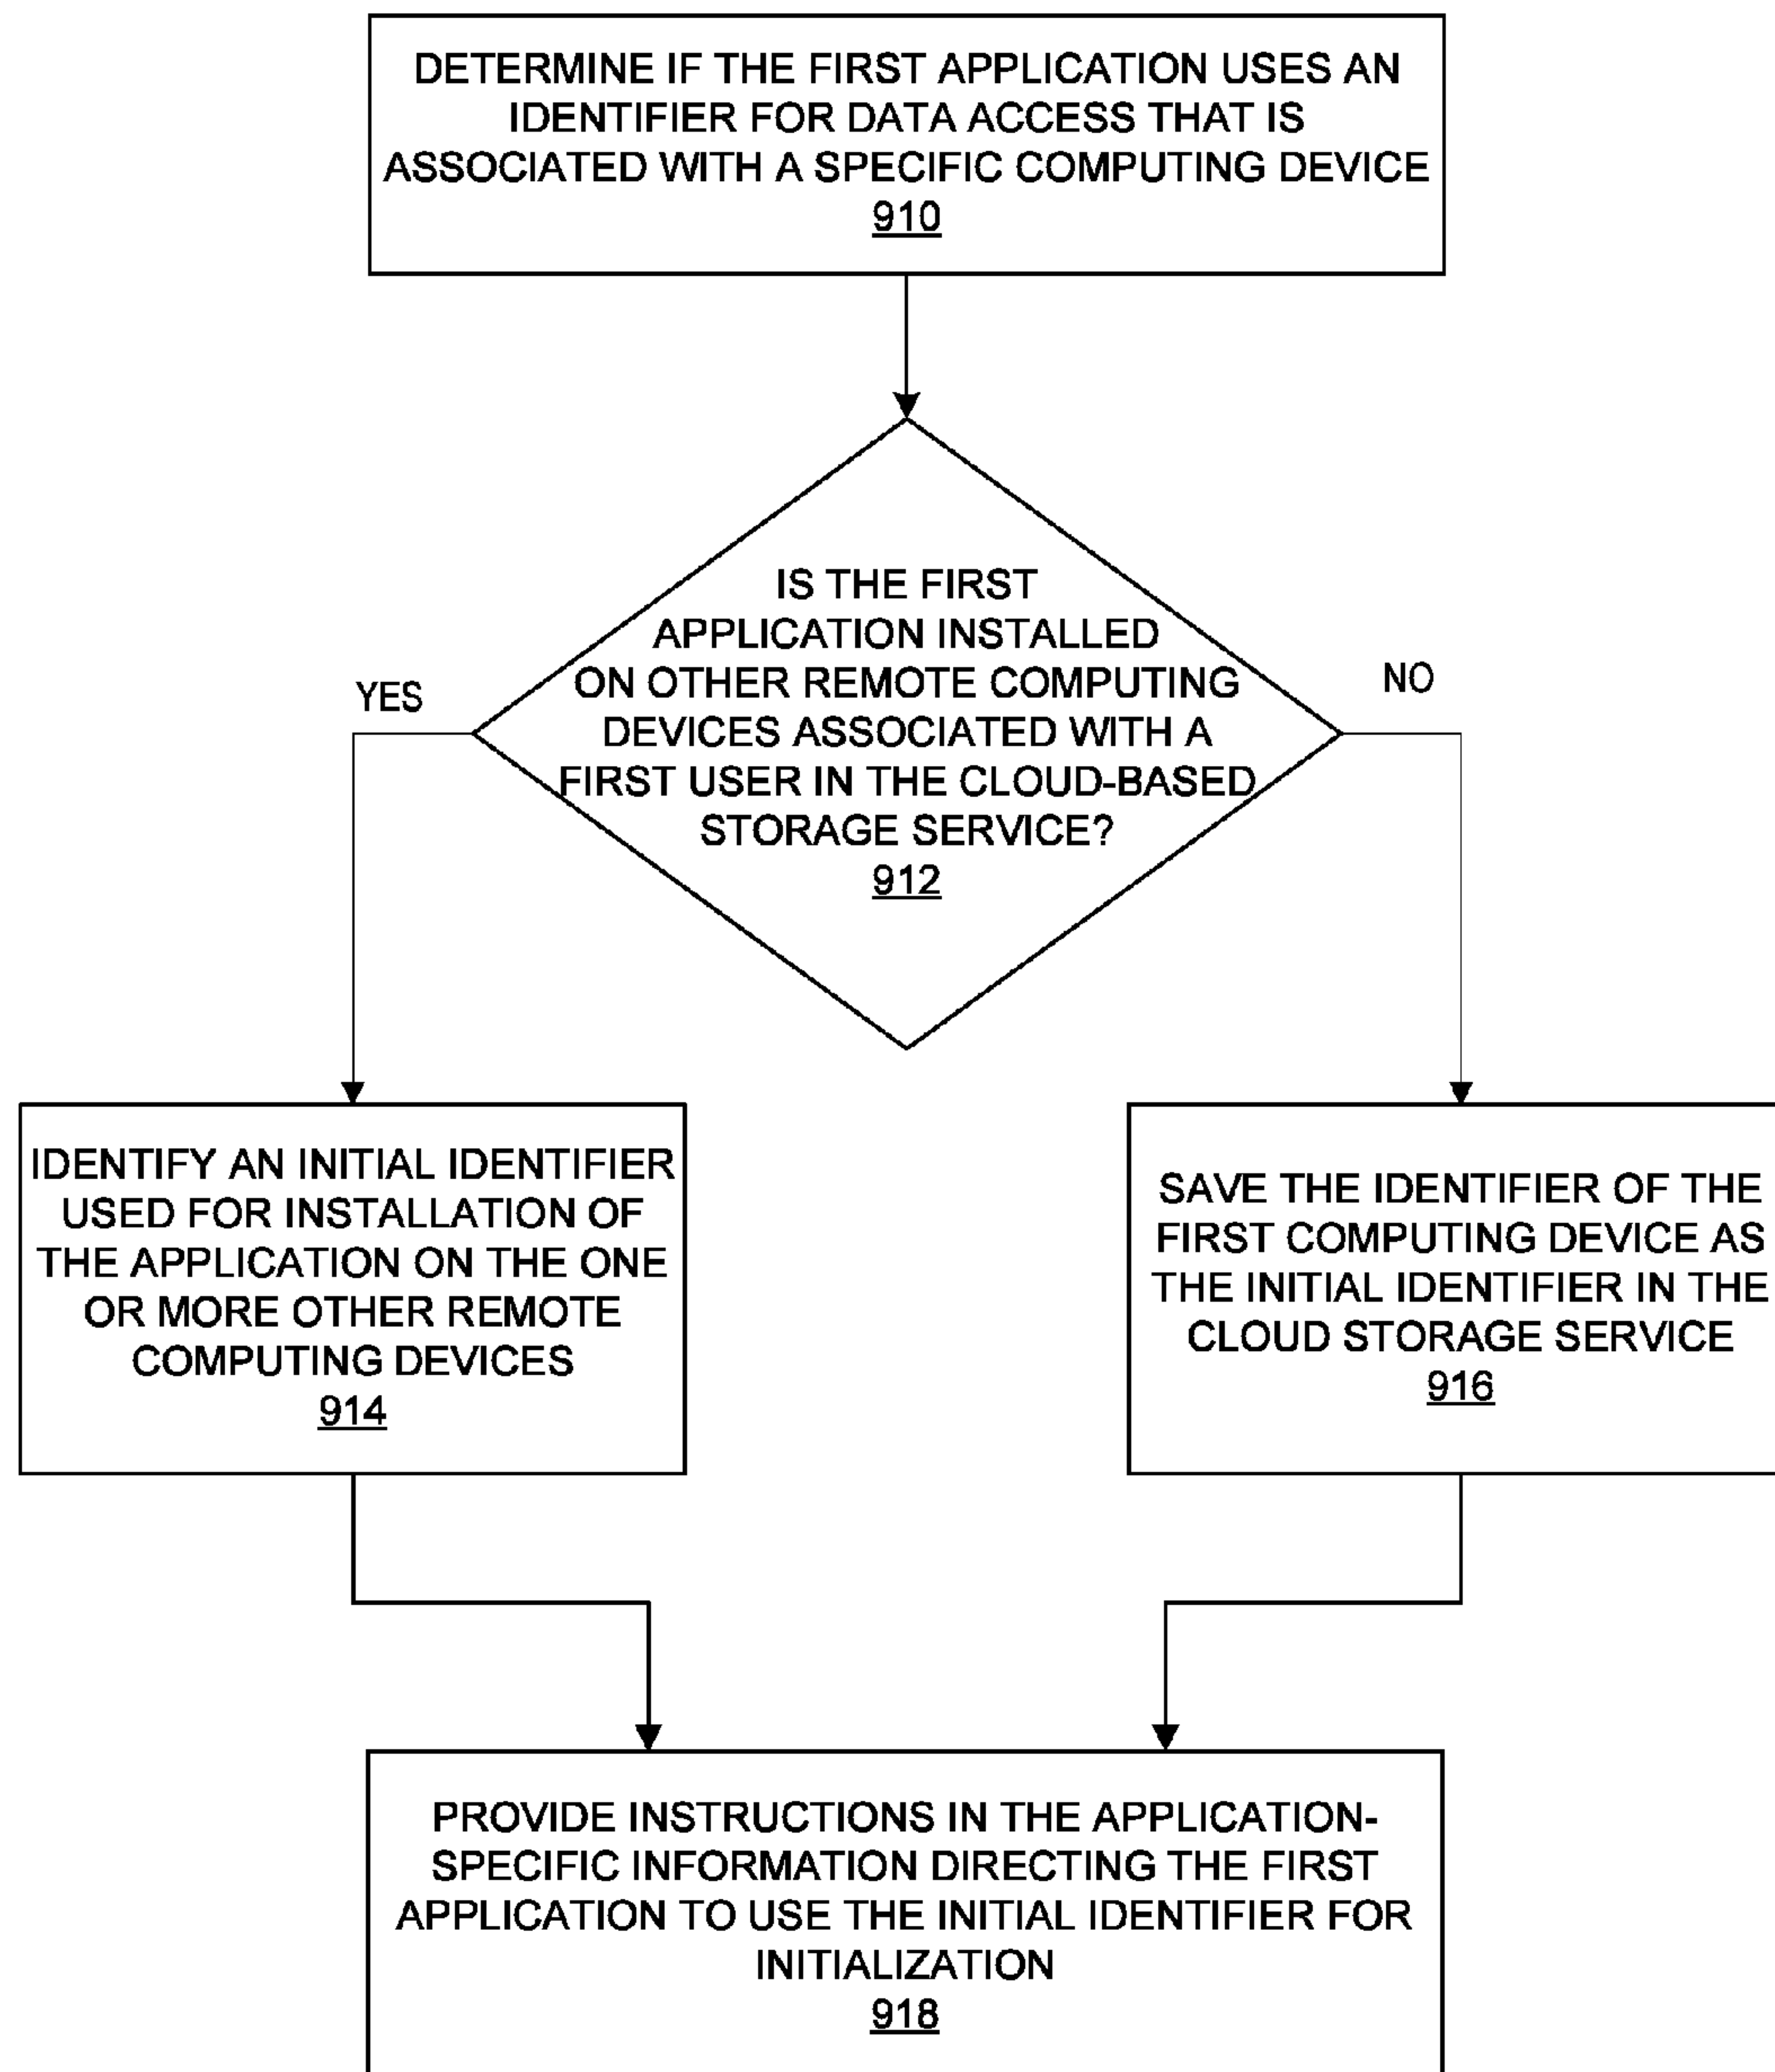 DETERMINE IF THE FIRST APPLICATION USES AN
IDENTIFIER FOR DATA ACCESS THAT IS
ASSOCIATED WITH A SPECIFIC COMPUTING DEVICE
910
IS THE FIRST
APPLICATION INSTALLED
ON OTHER REMOTE COMPUTING
DEVICES ASSOCIATED WITH A
FIRST USER IN THE CLOUD-BASED
STORAGE SERVICE?
912
YES
NO
IDENTIFY AN INITIAL IDENTIFIER
USED FOR INSTALLATION OF
THE APPLICATION ON THE ONE
OR MORE OTHER REMOTE
COMPUTING DEVICES
914
SAVE THE IDENTIFIER OF THE
FIRST COMPUTING DEVICE AS
THE INITIAL IDENTIFIER IN THE
CLOUD STORAGE SERVICE
916
PROVIDE INSTRUCTIONS IN THE APPLICATION-
SPECIFIC INFORMATION DIRECTING THE FIRST
APPLICATION TO USE THE INITIAL IDENTIFIER FOR
INITIALIZATION
918